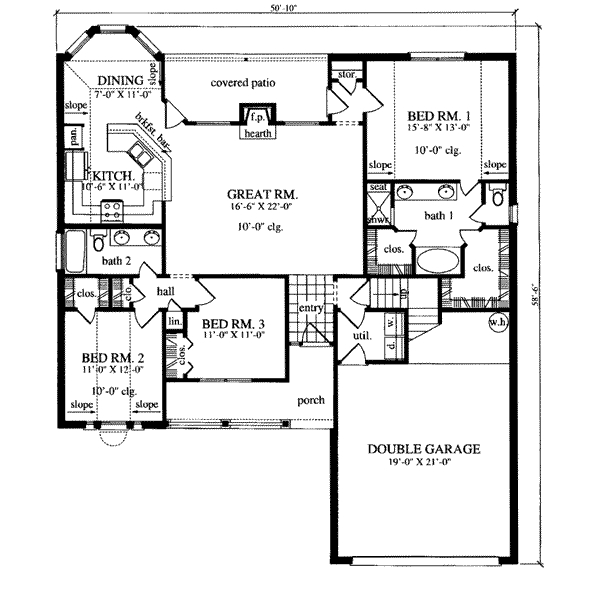 50'-10"
DINING
7'-0" X 11'-0"
slope
slope
covered patio
stor.
f.p.
hearth
BED RM. 1
15'-8" X 13'-0"
10'-0" clg.
slope
slope
brkfst. bar
pan.
KITCH.
10'-6" X 11'-0"
GREAT RM.
16'-6" X 22'-0"
10'-0" clg.
seat
shwr.
bath 1
clos.
clos.
bath 2
hall
clos.
clo.
lin.
entry
up
58'-6"
BED RM. 3
11'-0" X 11'-0"
clos.
util.
w.
d.
w.h.
BED RM. 2
11'-0" X 12'-0"
10'-0" clg.
slope
slope
porch
DOUBLE GARAGE
19'-0" X 21'-0"